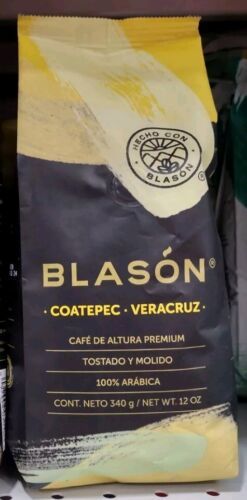 HECHO CON
BLASÓN
®
BLASÓN®
· COATEPEC · VERACRUZ ·
CAFÉ DE ALTURA PREMIUM
TOSTADO Y MOLIDO
100% ARÁBICA
CONT. NETO 340 g / NET WT. 12 OZ